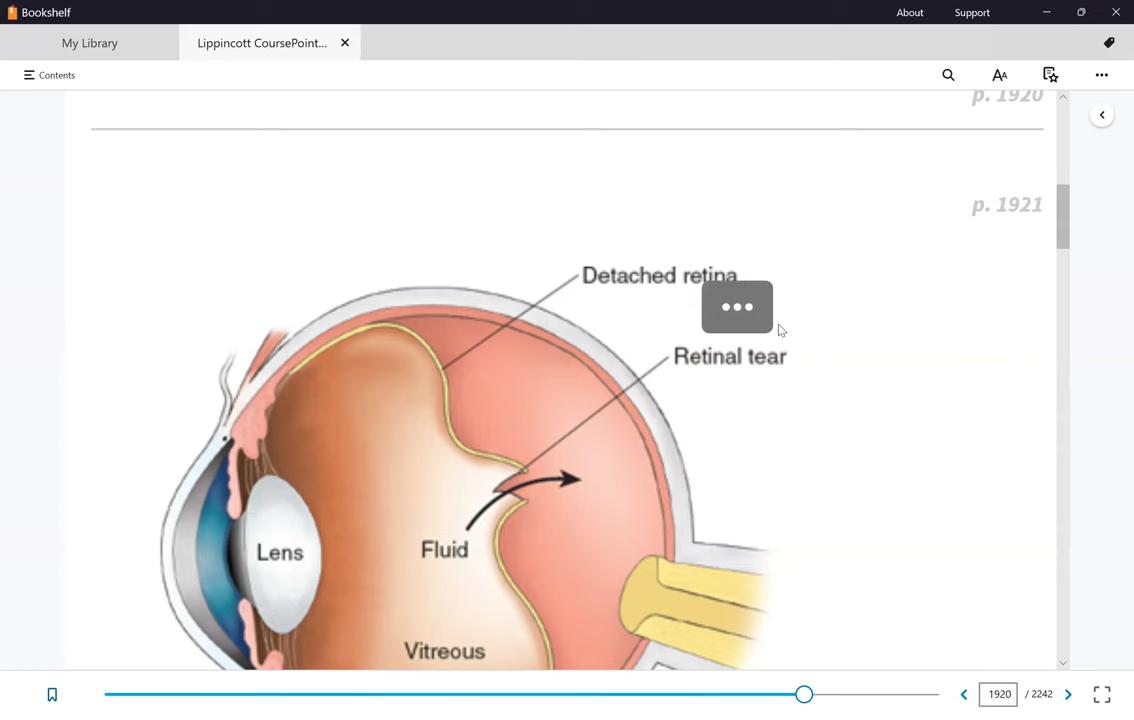 Bookshelf
About
Support
My Library
Lippincott CoursePoint...
Contents
AA
p. 1920
p. 1921
Detached retina
Retinal tear
Lens
Fluid
Vitreous
1920 / 2242